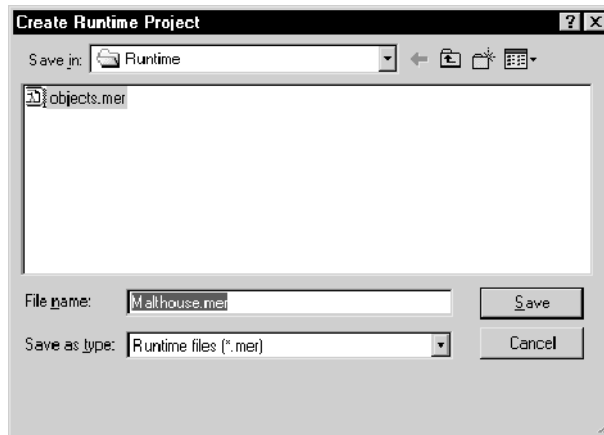 Create Runtime Project
Save in: Runtime
objects.mer
File name: Malthouse.mer Save
Save as type: Runtime files (*.mer) Cancel